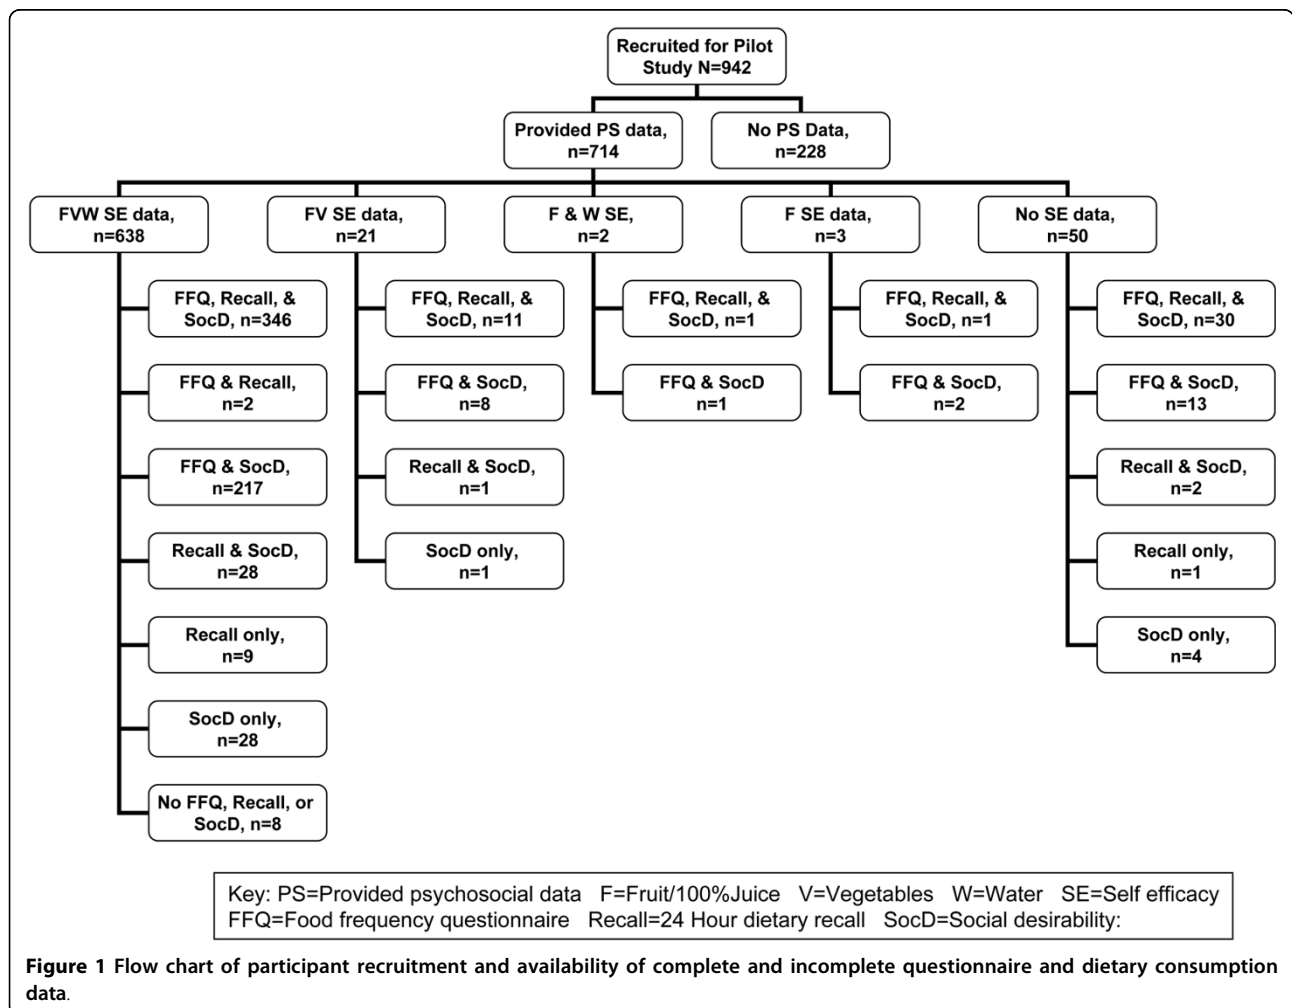 Recruited for Pilot
Study N=942
Provided PS data,
n=714
No PS Data,
n=228
FVW SE data,
n=638
FV SE data,
n=21
F & W SE,
n=2
F SE data,
n=3
No SE data,
n=50
FFQ, Recall, &
SocD, n=346
FFQ & Recall,
n=2
FFQ & SocD,
n=217
Recall & SocD,
n=28
Recall only,
n=9
SocD only,
n=28
No FFQ, Recall, or
SocD, n=8
FFQ, Recall, &
SocD, n=11
FFQ & SocD,
n=8
Recall & SocD,
n=1
SocD only,
n=1
FFQ, Recall, &
SocD, n=1
FFQ & SocD
n=1
FFQ, Recall, &
SocD, n=1
FFQ & SocD,
n=2
FFQ, Recall, &
SocD, n=30
FFQ & SocD,
n=13
Recall & SocD,
n=2
Recall only,
n=1
SocD only,
n=4
Key: PS=Provided psychosocial data F=Fruit/100%Juice V=Vegetables W=Water SE=Self efficacy
FFQ=Food frequency questionnaire Recall=24 Hour dietary recall SocD=Social desirability:
Figure 1 Flow chart of participant recruitment and availability of complete and incomplete questionnaire and dietary consumption
data.